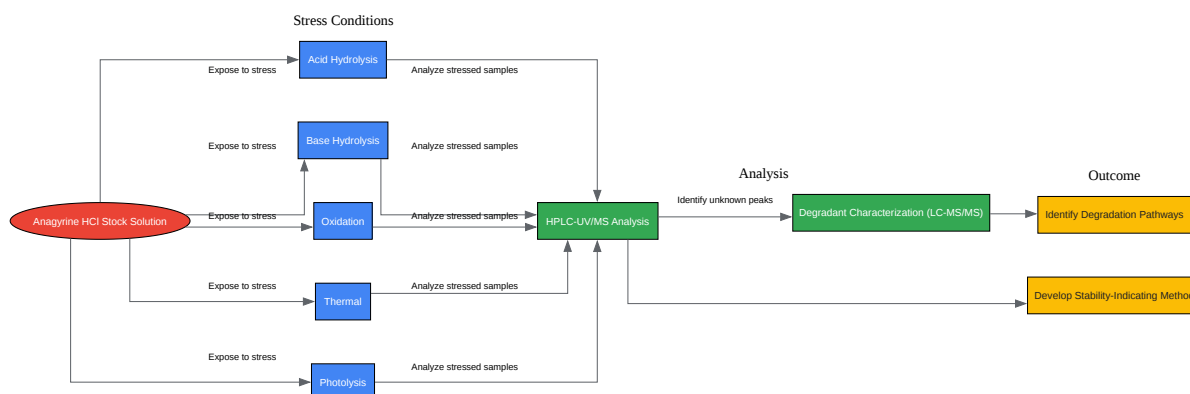 Stress Conditions
Acid Hydrolysis
Expose to stress
Analyze stressed samples
Base Hydrolysis
Expose to stress
Analyze stressed samples
Analysis
Outcome
Identify unknown peaks
Anagyrine HCl Stock Solution
Expose to stress
Oxidation
Analyze stressed samples
HPLC-UV/MS Analysis
Degradant Characterization (LC-MS/MS)
Identify Degradation Pathways
Expose to stress
Thermal
Analyze stressed samples
Develop Stability-Indicating Method
Expose to stress
Photolysis
Analyze stressed samples